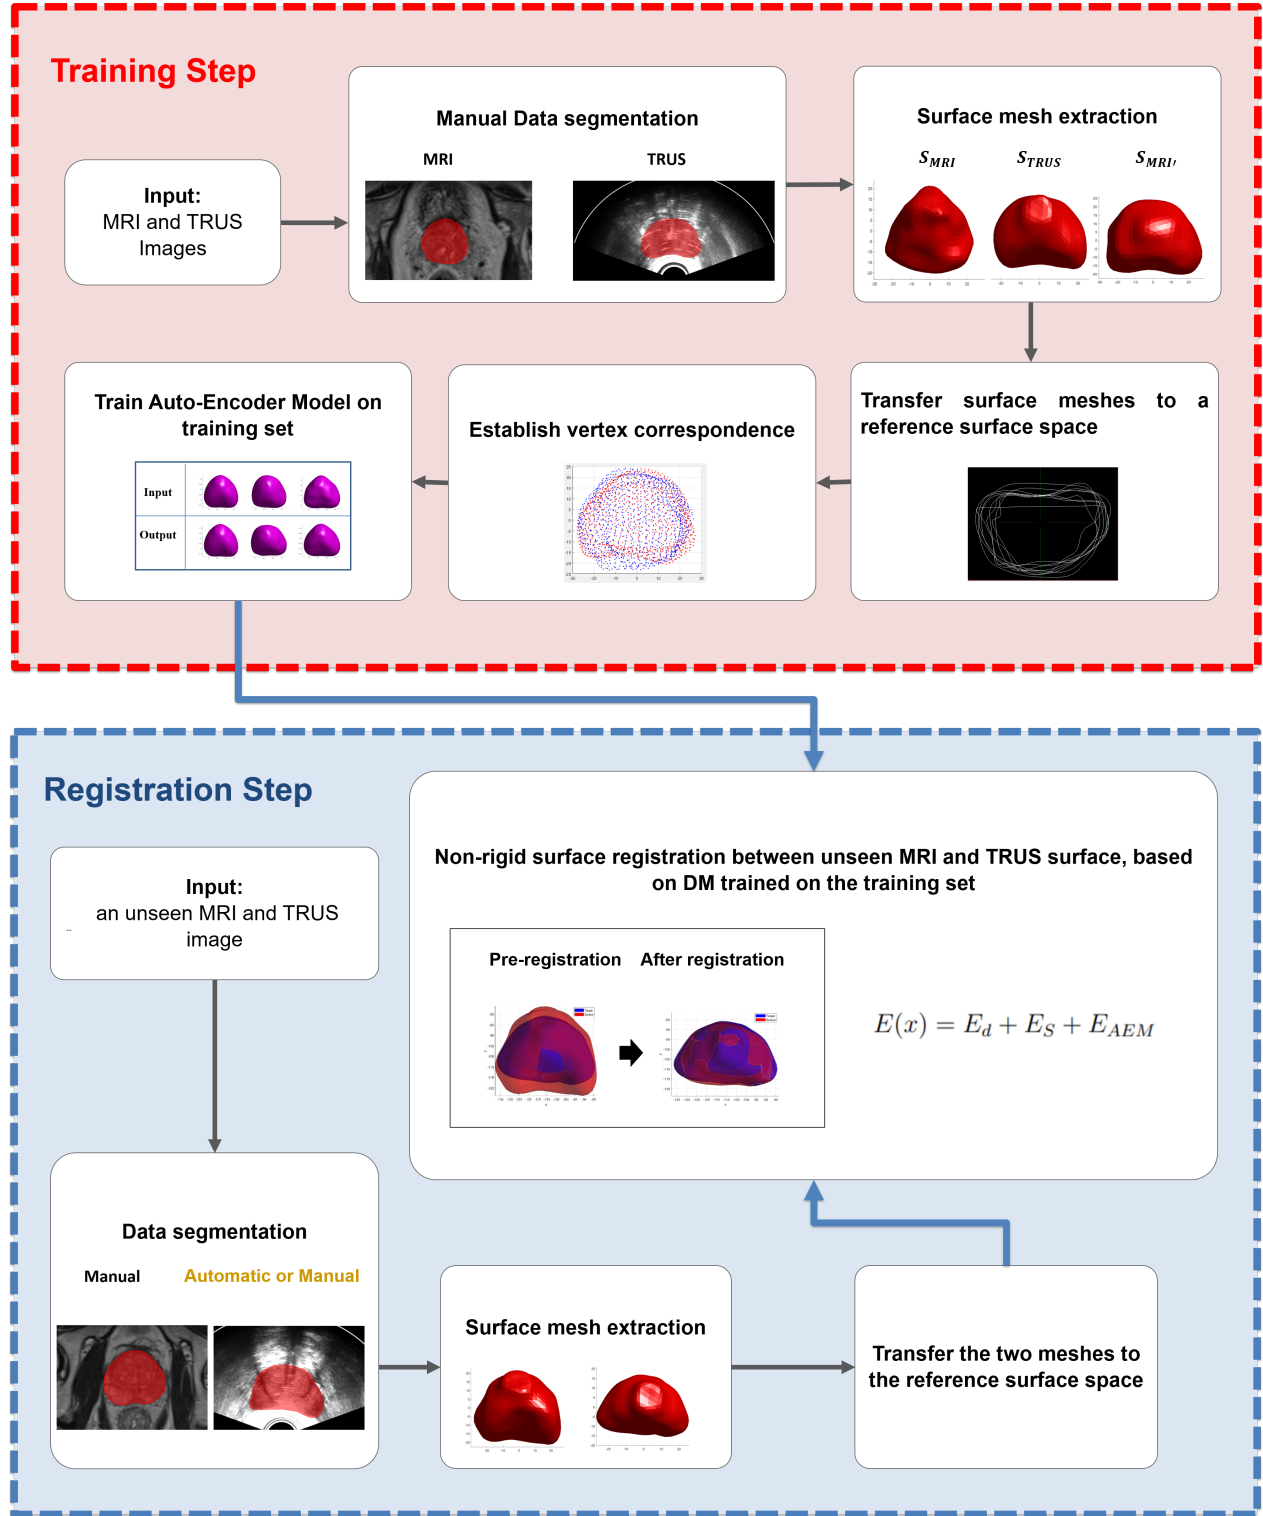 Training Step
Input:
MRI and TRUS
Images
Manual Data segmentation
MRI TRUS
Surface mesh extraction
S_MRI S_TRUS S_MRI'
Transfer surface meshes to a
reference surface space
Establish vertex correspondence
Train Auto-Encoder Model on
training set
Input
Output
Registration Step
Input:
an unseen MRI and TRUS
image
Non-rigid surface registration between unseen MRI and TRUS surface, based
on DM trained on the training set
Pre-registration After registration
Target
Source
Target
Source
E(x) = E_d + E_S + E_AEM
Data segmentation
Manual Automatic or Manual
Surface mesh extraction
Transfer the two meshes to
the reference surface space